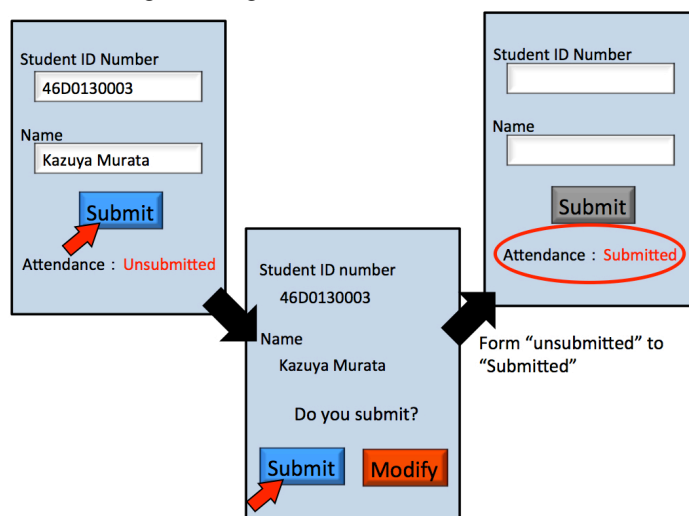 Student ID Number
46D0130003
Name
Kazuya Murata
Submit
Attendance : Unsubmitted
Student ID number
46D0130003
Name
Kazuya Murata
Do you submit?
Submit Modify
Student ID Number
Name
Submit
Attendance : Submitted
Form “unsubmitted” to
“Submitted”